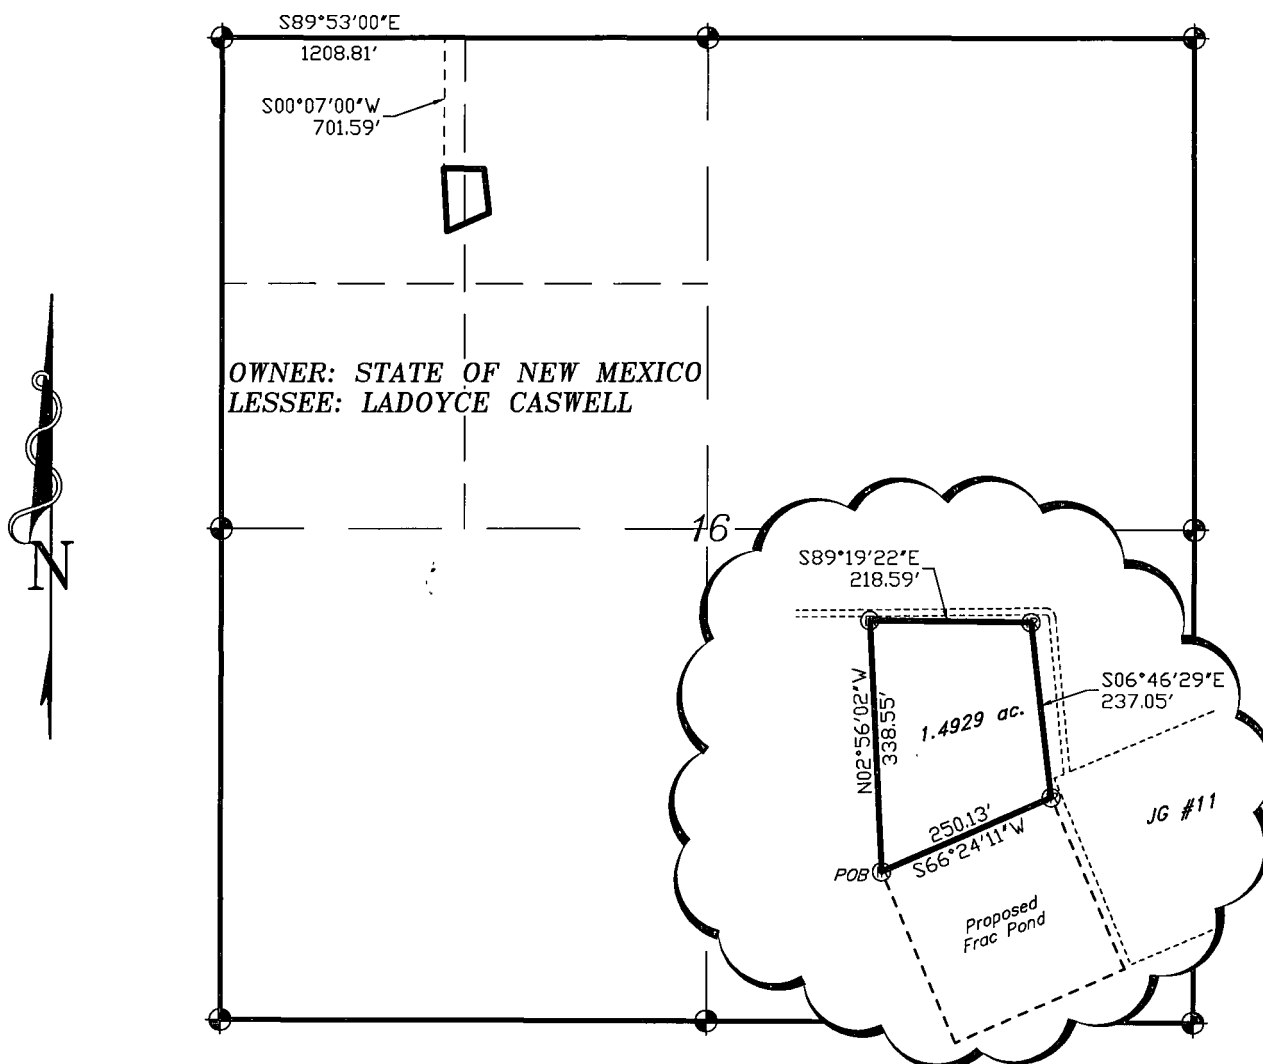 S89°53'00"E
1208.81'
S00°07'00"W
701.59'
OWNER: STATE OF NEW MEXICO
LESSEE: LADOYCE CASWELL
N
16
S89°19'22"E
218.59'
S06°46'29"E
237.05'
N02°56'02"W
338.55'
1.4929 ac.
250.13'
S66°24'11"W
JG #11
POB
Proposed
Frac Pond